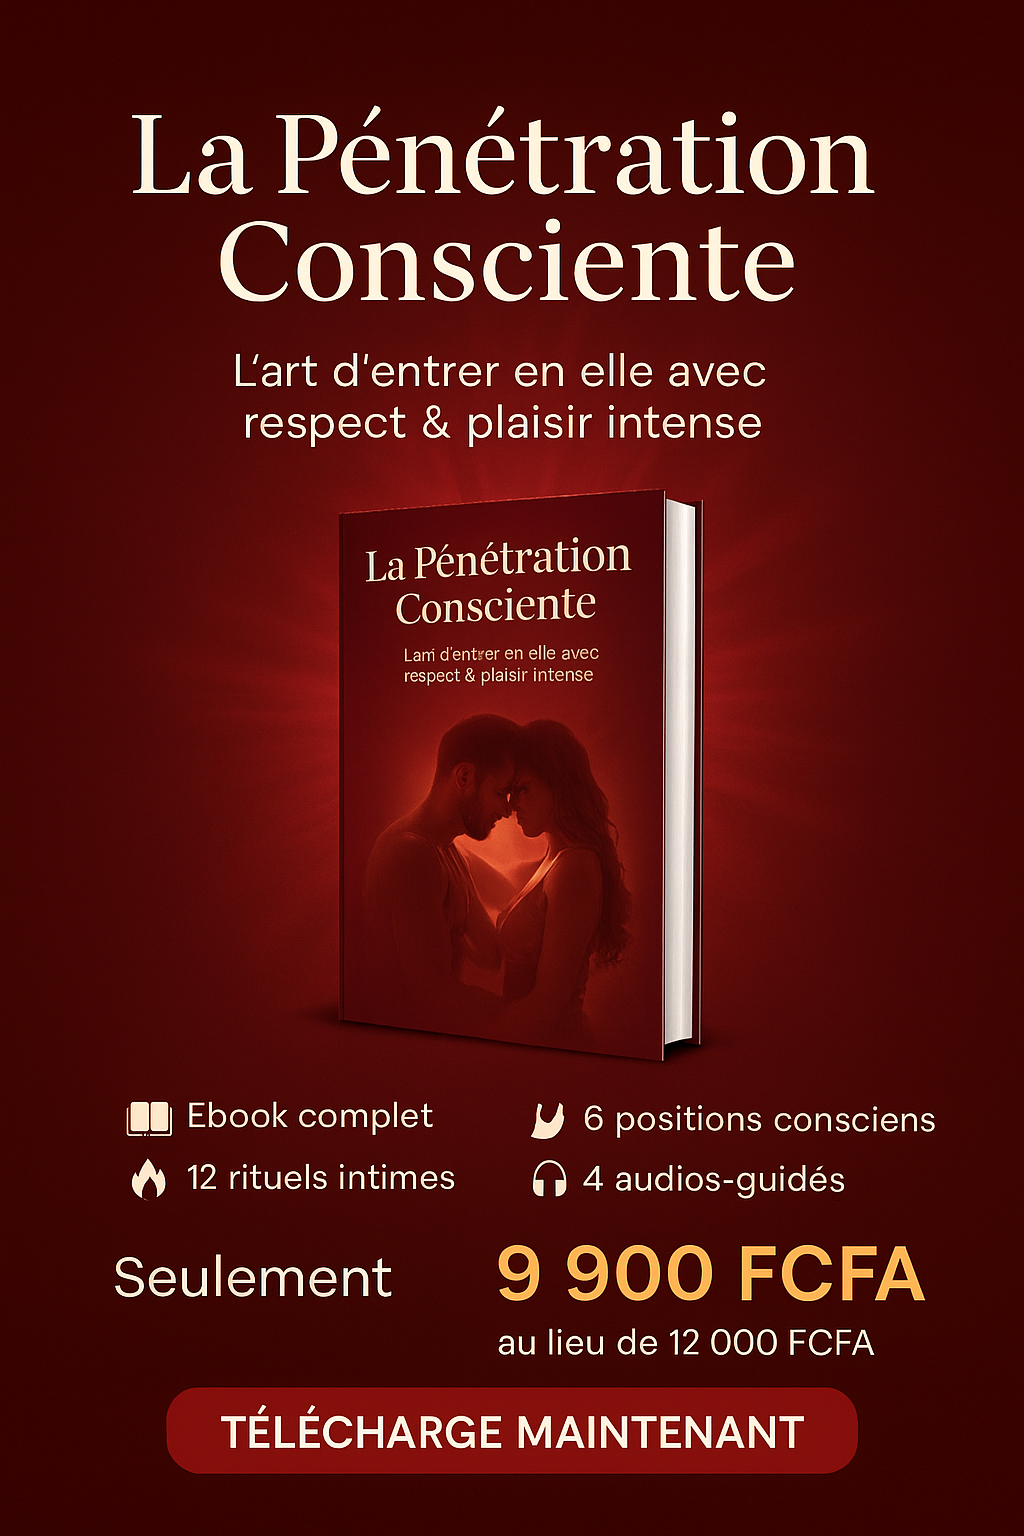 La Pénétration
Consciente
L‘art d'entrer en elle avec
respect & plaisir intense
La Pénétration
Consciente
d'entrer en elle avec
respect & plaisir intense
Ebook complet
6 positions consciens
12 rituels intimes
4 audios-guidés
Seulement
9 900 FCFA
au lieu de 12 000 FCFA
TÉLÉCHARGE MAINTENANT